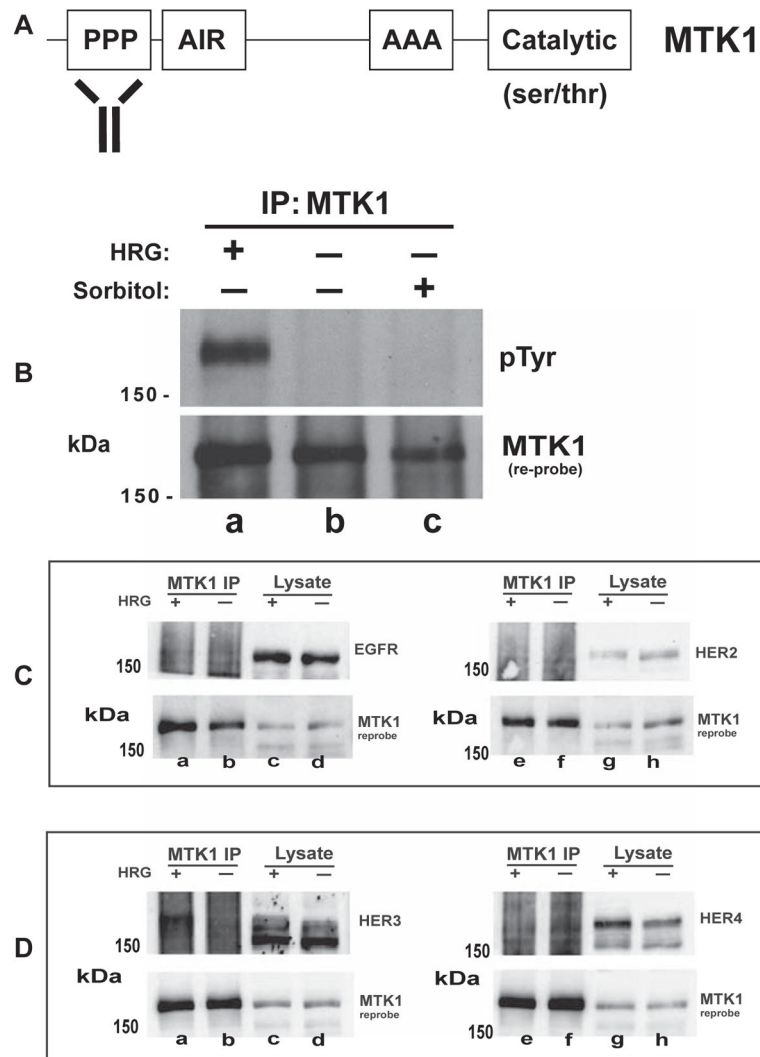 A PPP AIR AAA Catalytic MTK1
(ser/thr)
IP: MTK1
HRG: + − −
Sorbitol: − − +
B
pTyr
150 -
kDa
MTK1
(re-probe)
150 -
a b c
C
MTK1 IP Lysate
HRG + − + −
EGFR
150
kDa
MTK1
reprobe
150
a b c d
MTK1 IP Lysate
+ − + −
HER2
150
kDa
MTK1
reprobe
150
e f g h
D
MTK1 IP Lysate
HRG + − + −
HER3
150
kDa
MTK1
reprobe
150
a b c d
MTK1 IP Lysate
+ − + −
HER4
150
kDa
MTK1
reprobe
150
e f g h